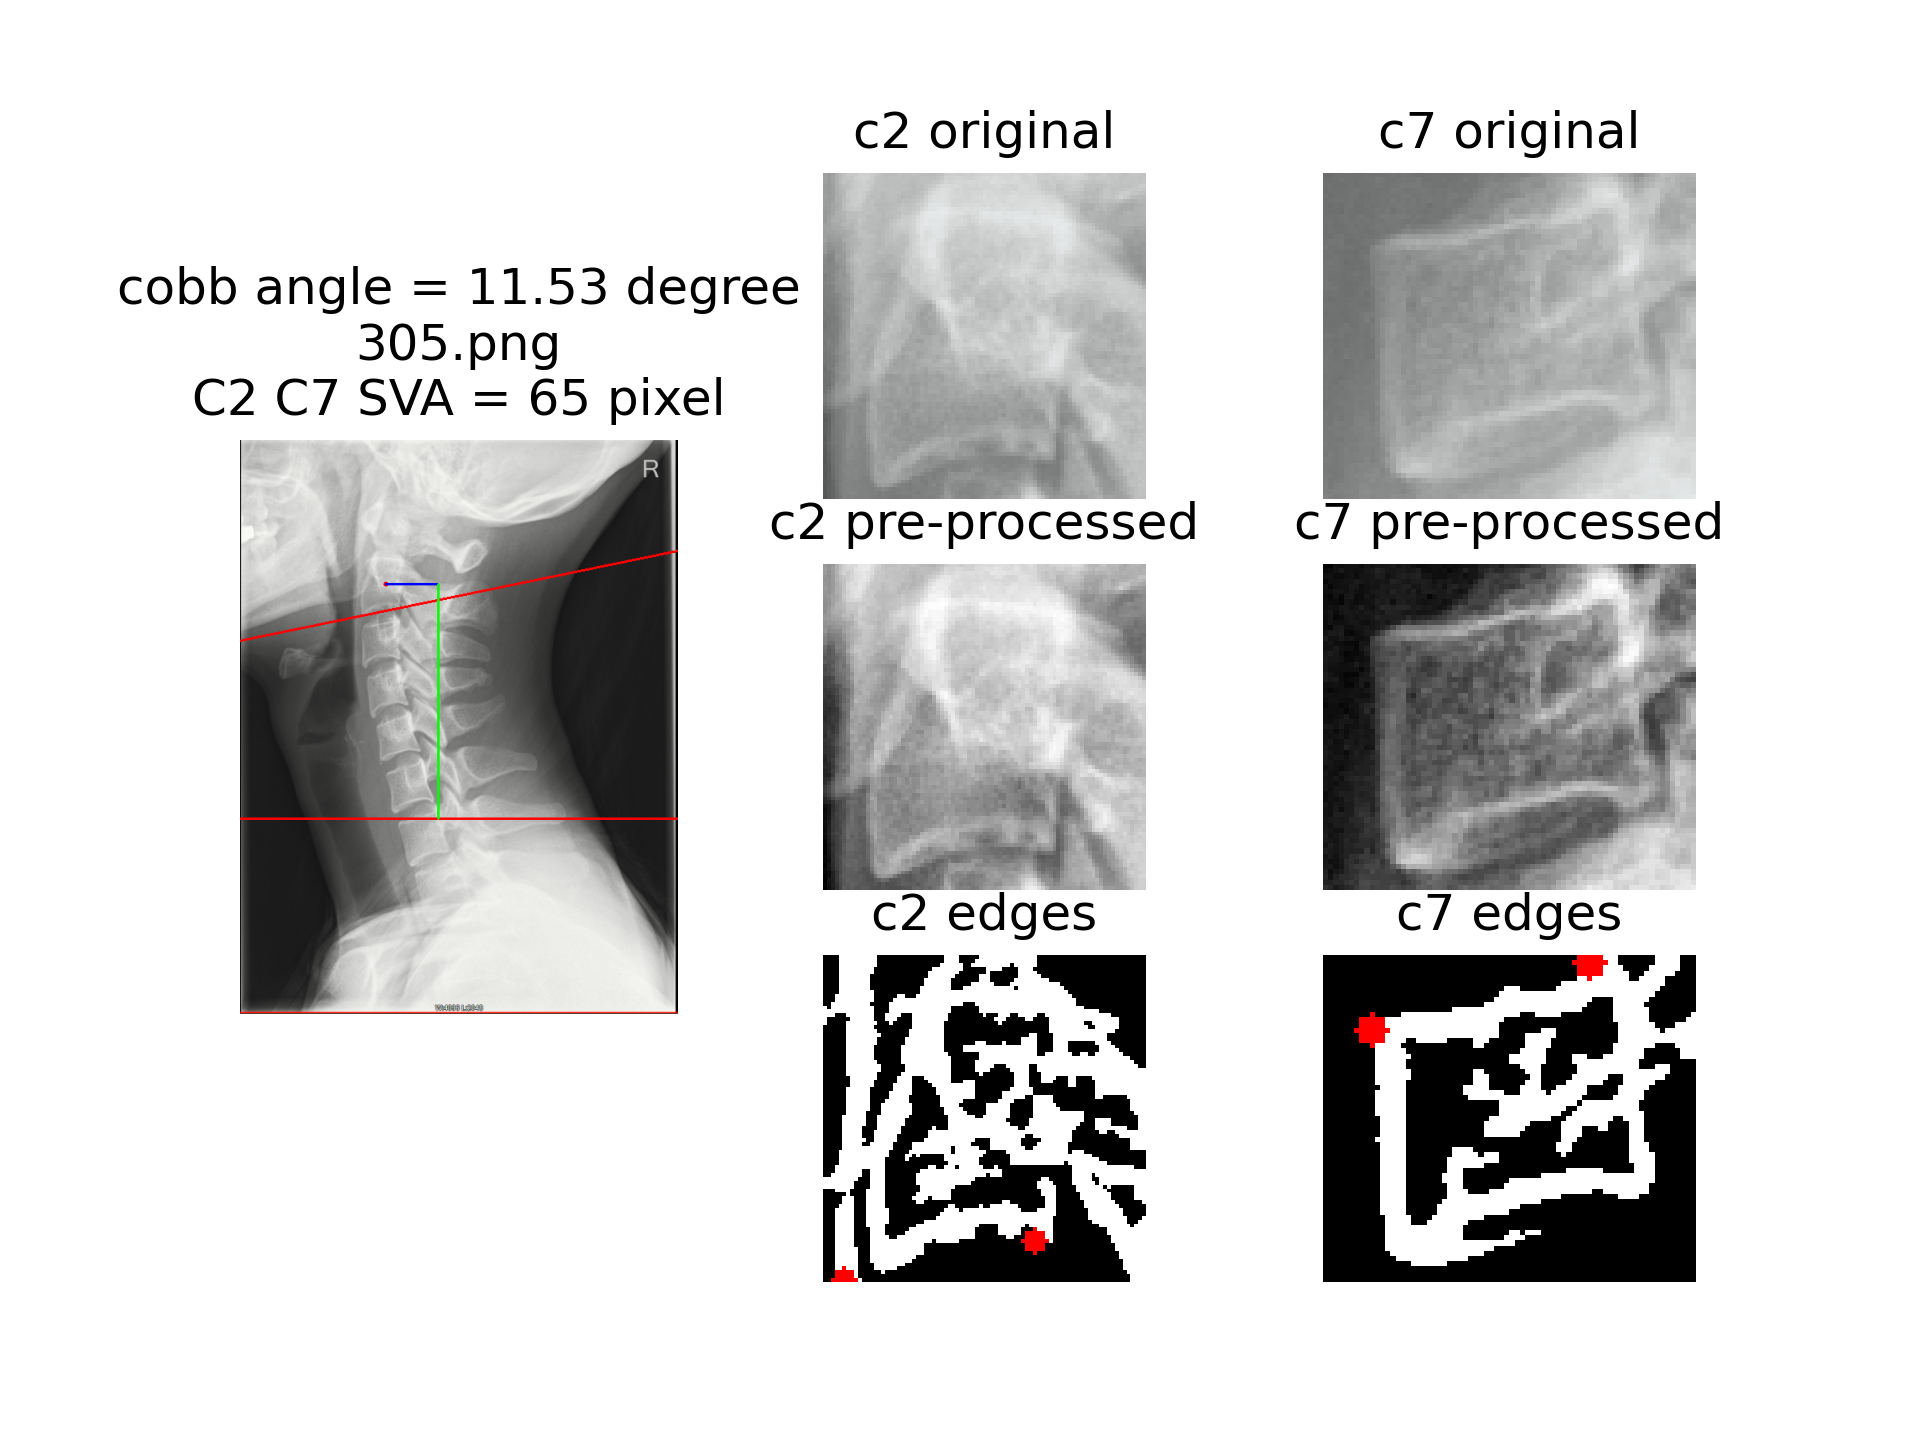 cobb angle = 11.53 degree
305.png
C2 C7 SVA = 65 pixel
R
c2 original
c7 original
c2 pre-processed
c7 pre-processed
c2 edges
c7 edges